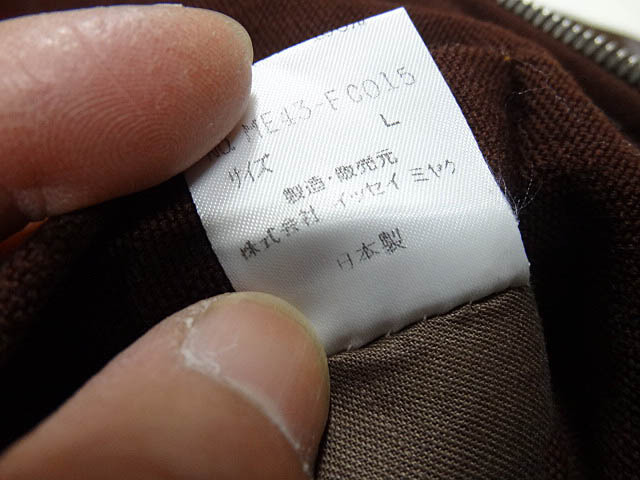 NO. ME43-FC015
サイズ L
製造・販売元
株式会社 イッセイ ミヤケ
日本製